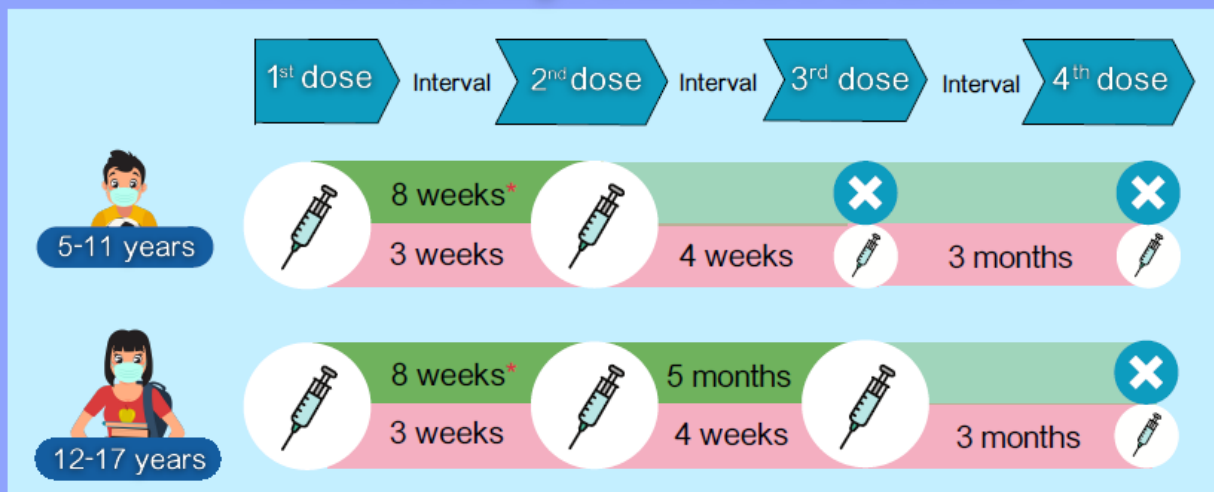 1st dose Interval 2nd dose Interval 3rd dose Interval 4th dose
8 weeks*
5-11 years
3 weeks 4 weeks 3 months
8 weeks* 5 months
3 weeks 4 weeks 3 months
12-17 years